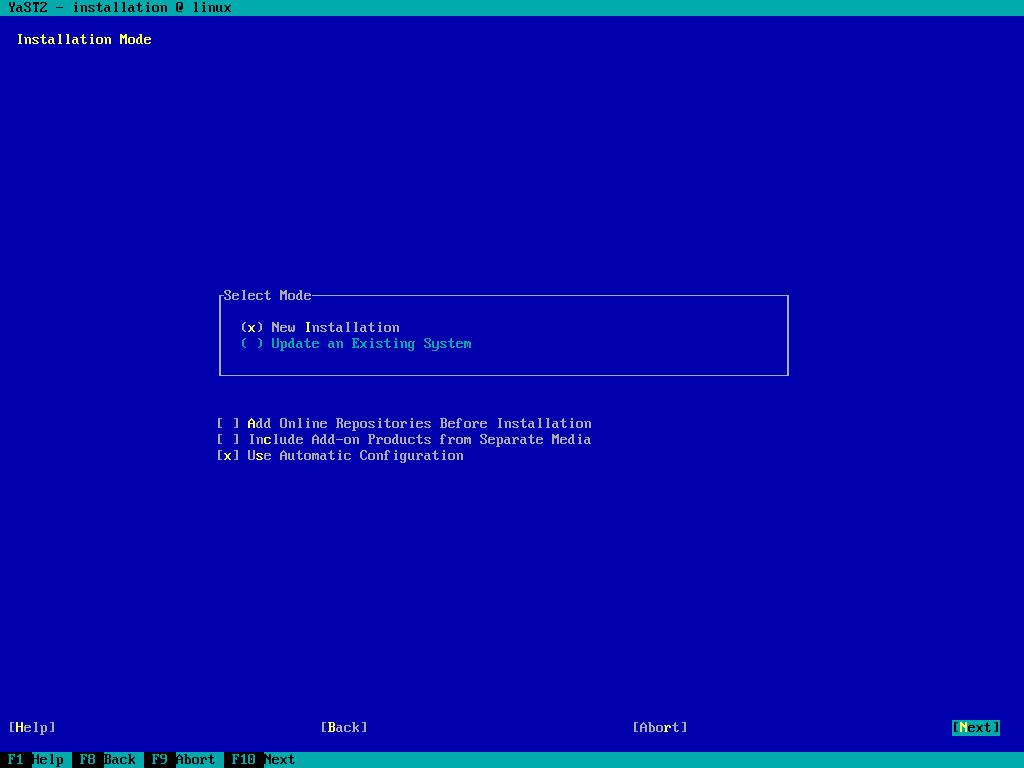 YaST2 - installation @ linux
Installation Mode
Select Mode
(x) New Installation
( ) Update an Existing System
[ ] Add Online Repositories Before Installation
[ ] Include Add-on Products from Separate Media
[x] Use Automatic Configuration
[Help] [Back] [Abort] [Next]
F1 Help F8 Back F9 Abort F10 Next